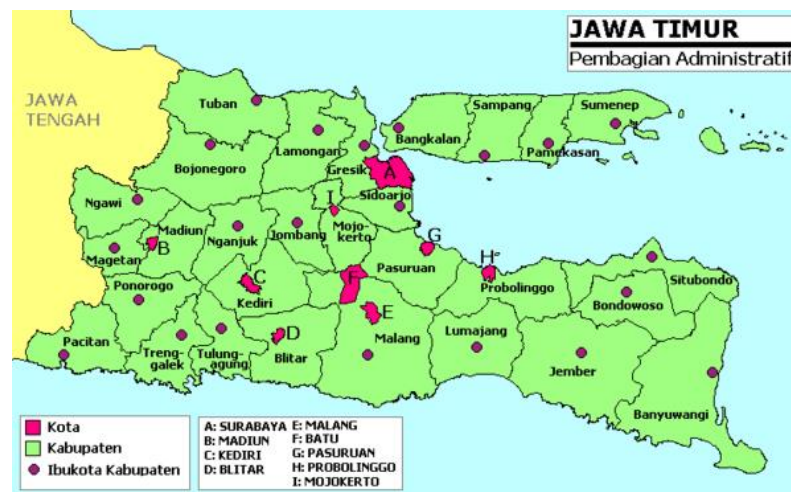 JAWA TIMUR
Pembagian Administratif
JAWA
TENGAH
Tuban
Sampang
Sumenep
Lamongan
Bangkalan
Pamekasan
Bojonegoro
Gresik
A
Ngawi
I
Sidoarjo
Madiun
Nganjuk
Jombang
Mojo-
kerto
B
G
Magetan
Pasuruan
H
Ponorogo
C
F
Probolinggo
Situbondo
Kediri
Bondowoso
E
Pacitan
D
Lumajang
Treng-
galek
Tulung-
agung
Blitar
Malang
Jember
Banyuwangi
Kota
Kabupaten
Ibukota Kabupaten
A: SURABAYA
B: MADIUN
C: KEDIRI
D: BLITAR
E: MALANG
F: BATU
G: PASURUAN
H: PROBOLINGGO
I: MOJOKERTO